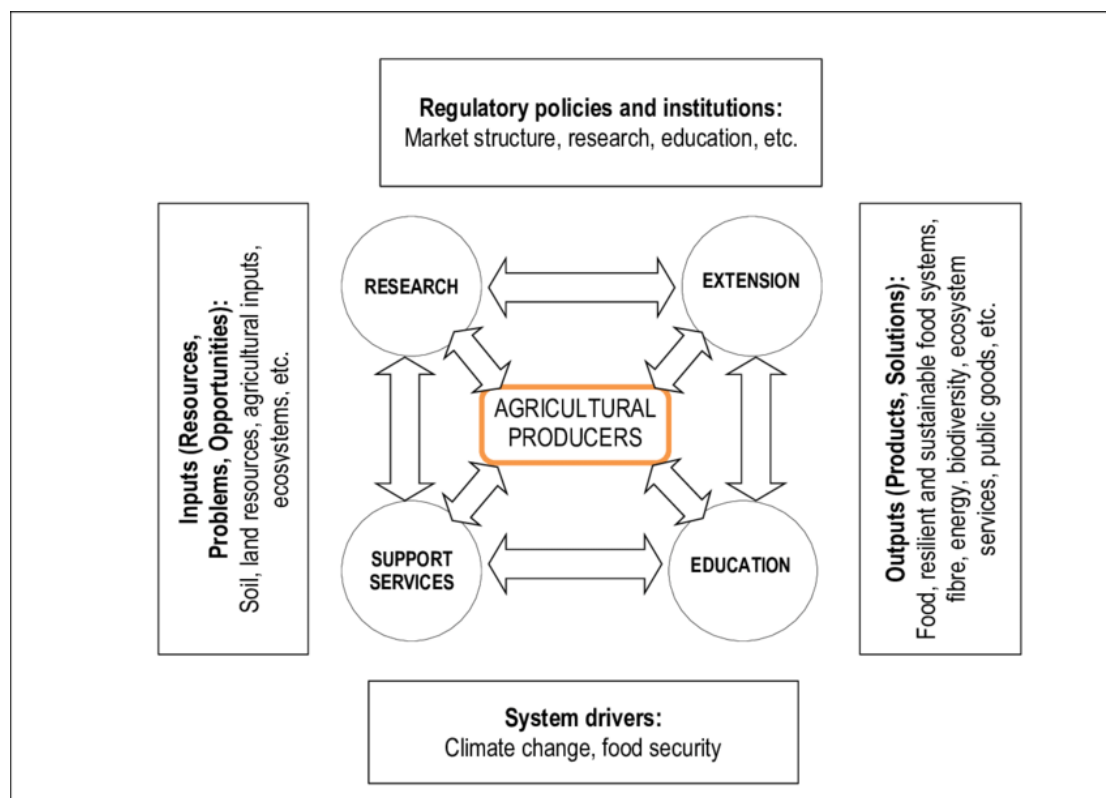 Regulatory policies and institutions:
Market structure, research, education, etc.
Inputs (Resources,
Problems, Opportunities):
Soil, land resources, agricultural inputs,
ecosystems, etc.
RESEARCH
EXTENSION
AGRICULTURAL
PRODUCERS
SUPPORT
SERVICES
EDUCATION
Outputs (Products, Solutions):
Food, resilient and sustainable food systems,
fibre, energy, biodiversity, ecosystem
services, public goods, etc.
System drivers:
Climate change, food security